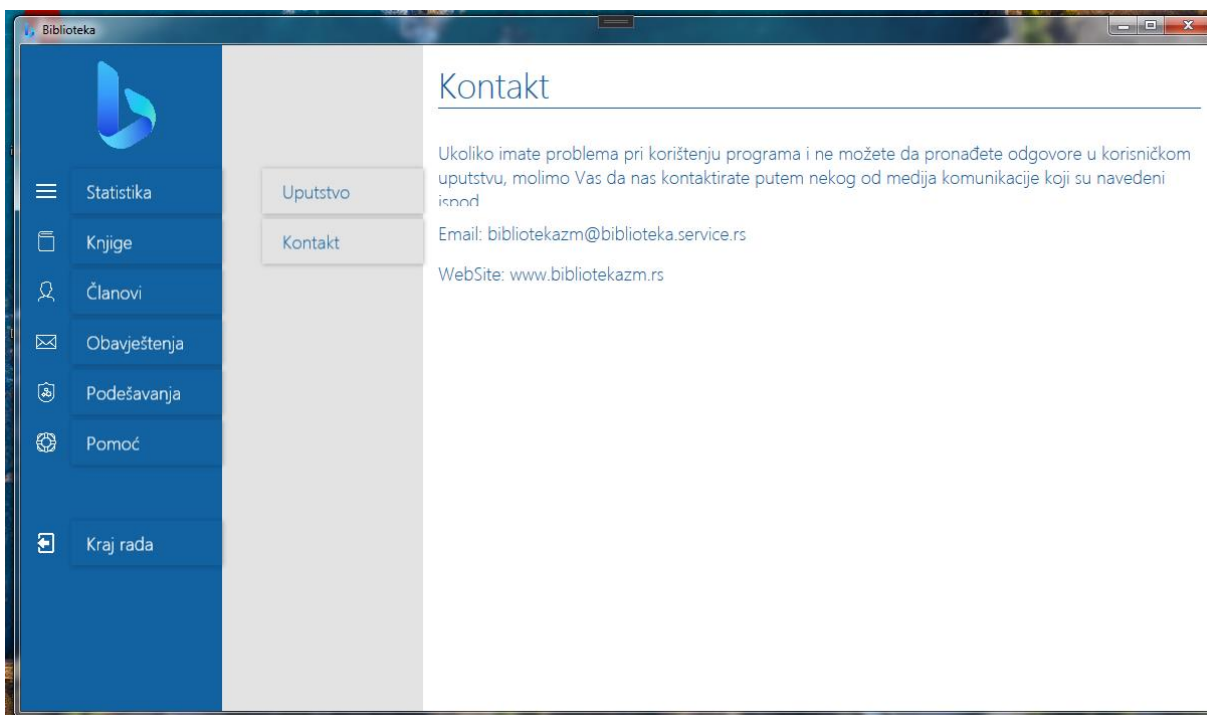 Biblioteka
Statistika
Knjige
Članovi
Obavještenja
Podešavanja
Pomoć
Kraj rada
Uputstvo
Kontakt
Kontakt
Ukoliko imate problema pri korištenju programa i ne možete da pronađete odgovore u korisničkom
uputstvu, molimo Vas da nas kontaktirate putem nekog od medija komunikacije koji su navedeni
ispod
Email: bibliotekazm@biblioteka.service.rs
WebSite: www.bibliotekazm.rs